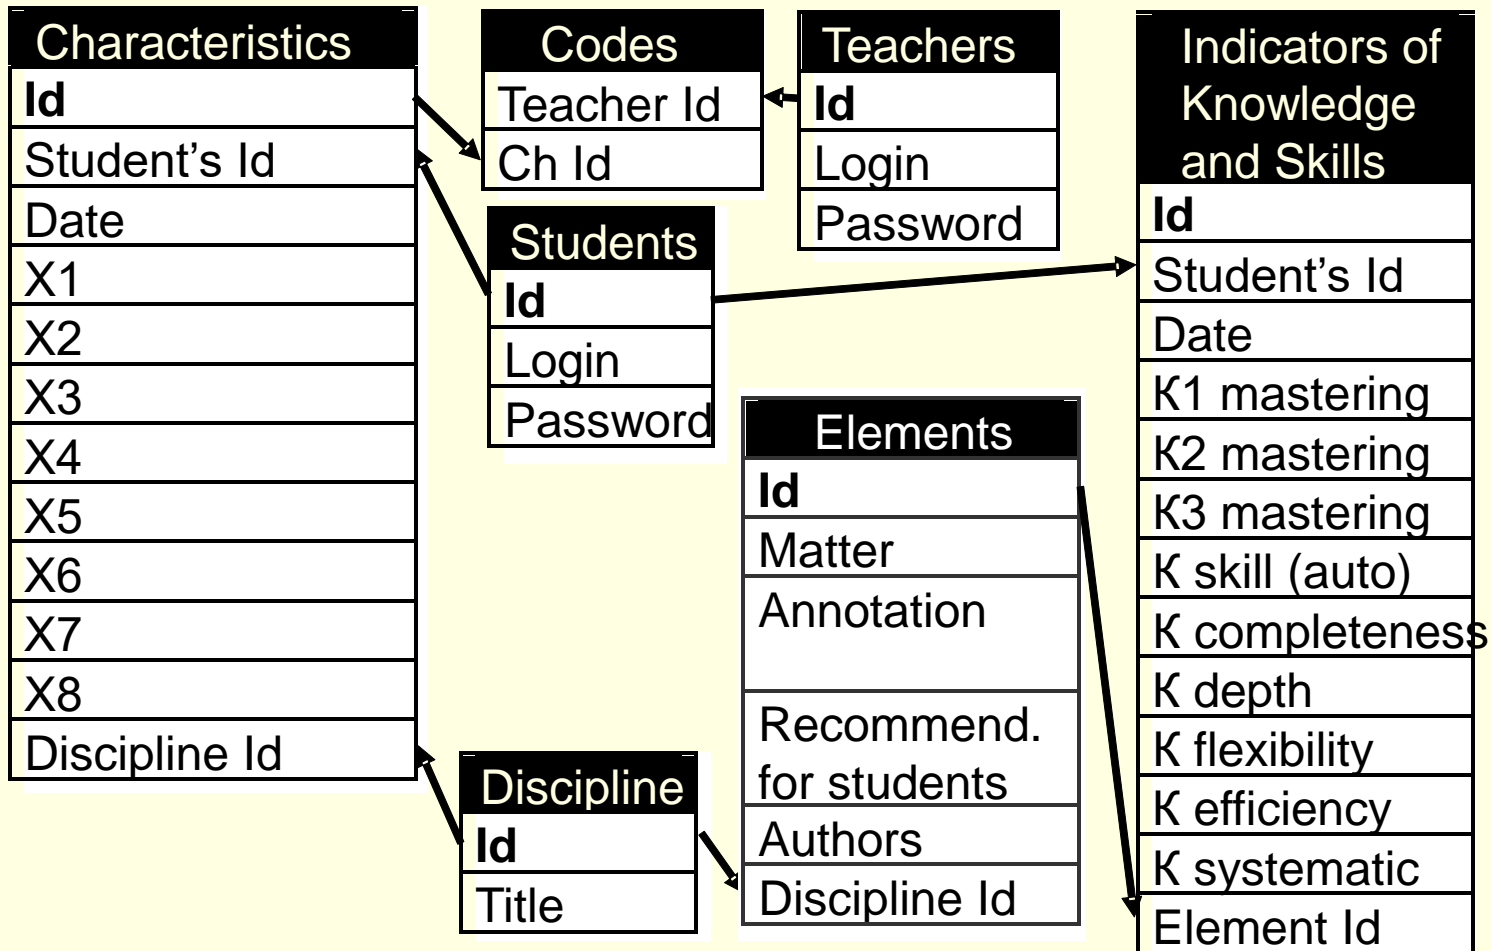 Characteristics
Id
Student’s Id
Date
X1
X2
X3
X4
X5
X6
X7
X8
Discipline Id
Codes
Teacher Id
Ch Id
Teachers
Id
Login
Password
Students
Id
Login
Password
Discipline
Id
Title
Elements
Id
Matter
Annotation
Recommend.
for students
Authors
Discipline Id
Indicators of
Knowledge
and Skills
Id
Student’s Id
Date
К1 mastering
К2 mastering
К3 mastering
К skill (auto)
К completeness
К depth
К flexibility
К efficiency
К systematic
Element Id